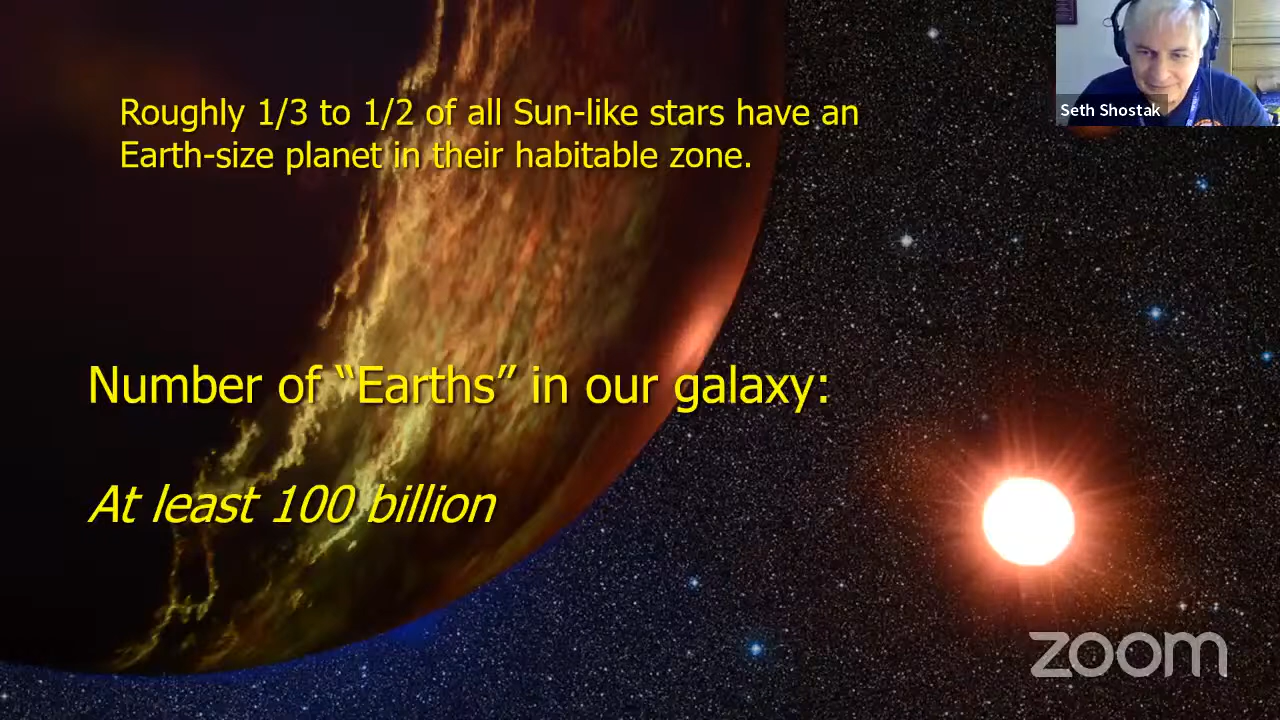 Roughly 1/3 to 1/2 of all Sun-like stars have an
Earth-size planet in their habitable zone.
Seth Shostak
Number of “Earths” in our galaxy:
At least 100 billion
zoom